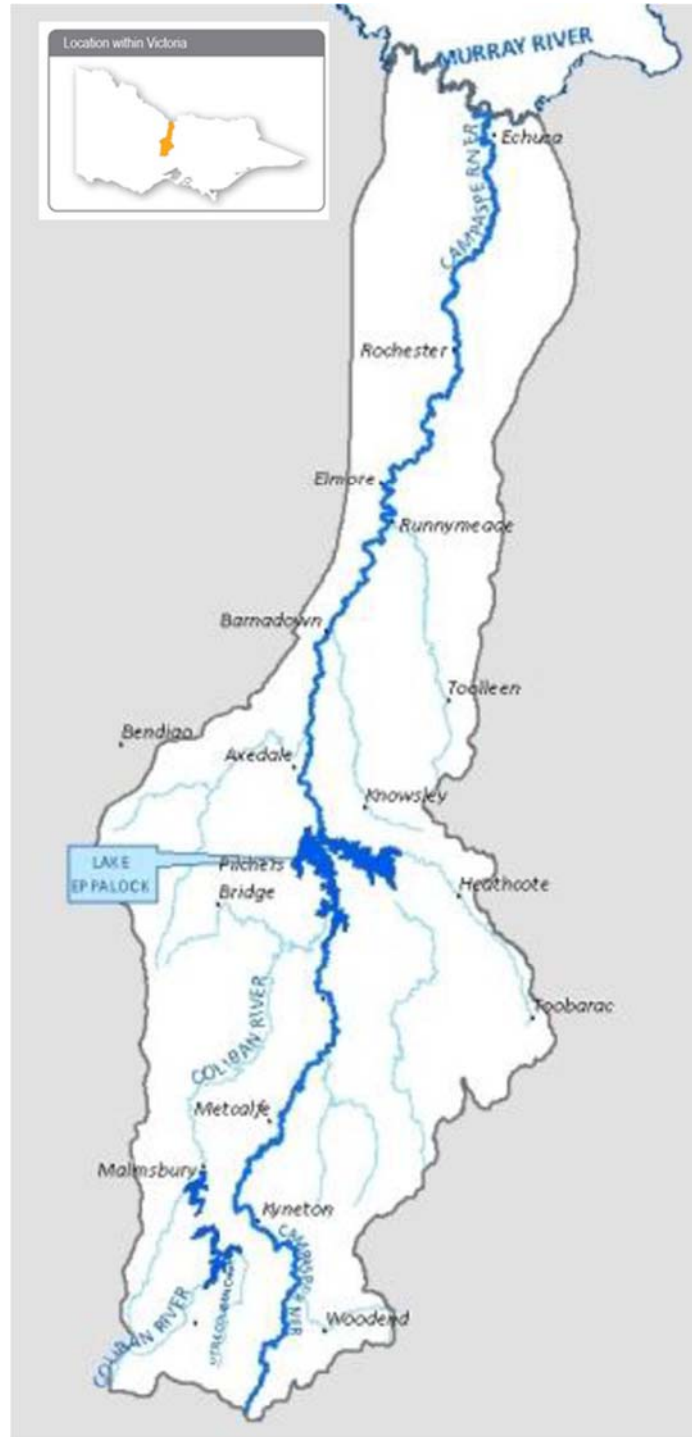 Location within Victoria
MURRAY RIVER
Echuca
CAMPASPE RIVER
Rochester
Elmore
Runnymeade
Barnadown
Toolleen
Bendigo
Axedale
Knowsley
LAKE
EPPALOCK
Pilchers
Bridge
Heathcote
COLIBAN RIVER
Toobarac
Metcalfe
Malmsbury
Kyneton
CAMPASPE RIVER
COLIBAN RIVER
Woodend